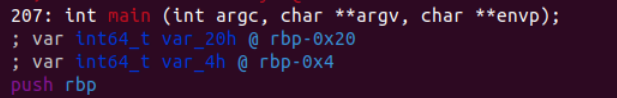 207: int main (int argc, char **argv, char **envp);
; var int64_t var_20h @ rbp-0x20
; var int64_t var_4h @ rbp-0x4
push rbp